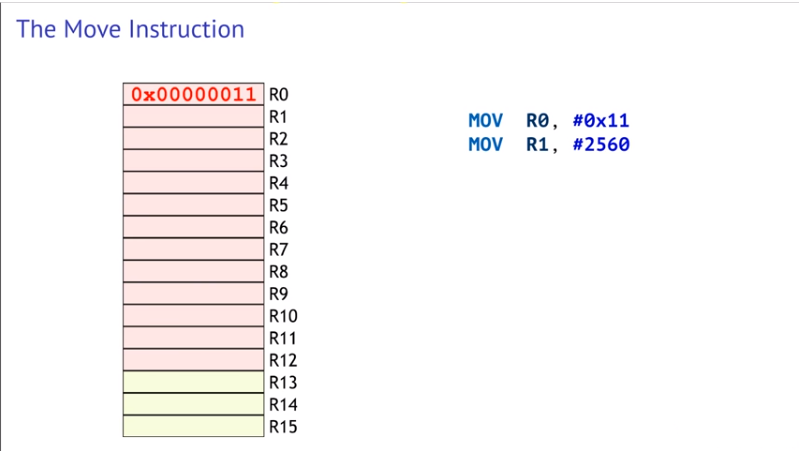 The Move Instruction
0x00000011 R0
R1
R2
R3
R4
R5
R6
R7
R8
R9
R10
R11
R12
R13
R14
R15
MOV R0, #0x11
MOV R1, #2560